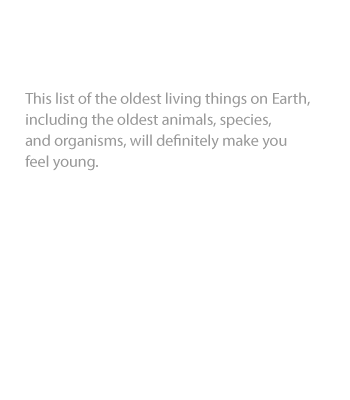 This list of the oldest living things on Earth,
including the oldest animals, species,
and organisms, will definitely make you
feel young.